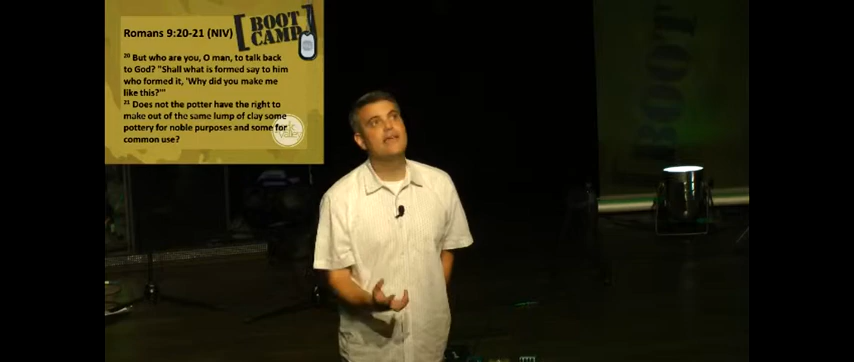 Romans 9:20-21 (NIV)
[BOOT
CAMP]
20 But who are you, O man, to talk back
to God? "Shall what is formed say to him
who formed it, 'Why did you make me
like this?'"
21 Does not the potter have the right to
make out of the same lump of clay some
pottery for noble purposes and some for
common use?
BOOT